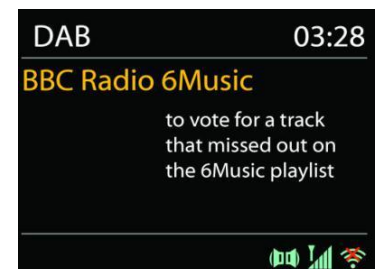 DAB 03:28
BBC Radio 6Music
to vote for a track
that missed out on
the 6Music playlist